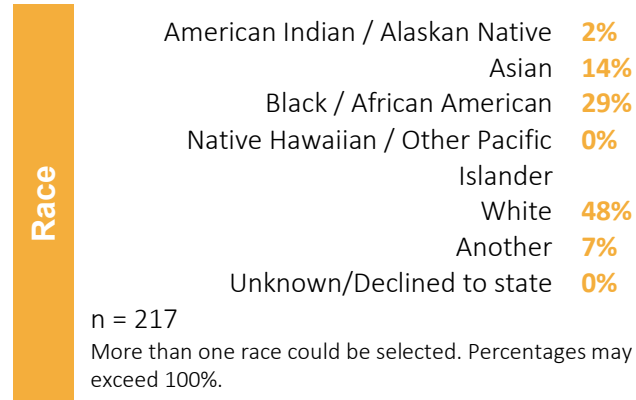 Race
American Indian / Alaskan Native 2%
Asian 14%
Black / African American 29%
Native Hawaiian / Other Pacific 0%
Islander
White 48%
Another 7%
Unknown/Declined to state 0%
n = 217
More than one race could be selected. Percentages may
exceed 100%.